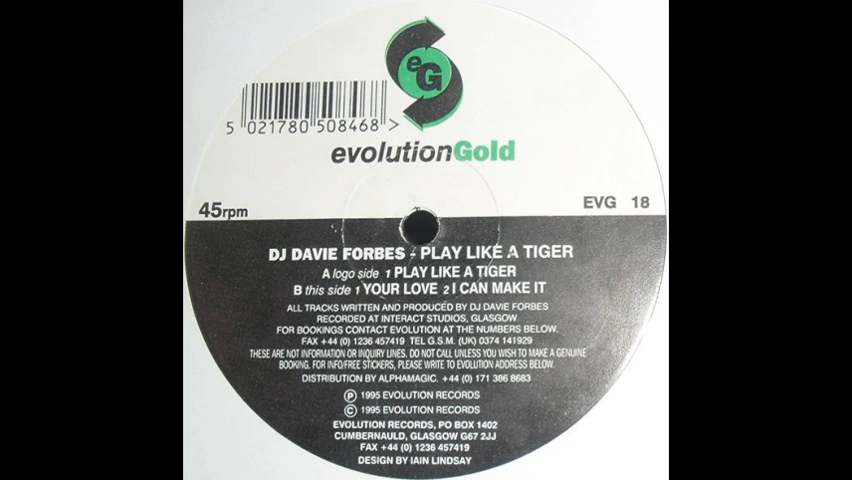 eG
5 021780 508468 >
evolutionGold
45rpm
EVG 18
DJ DAVIE FORBES - PLAY LIKE A TIGER
A logo side 1 PLAY LIKE A TIGER
B this side 1 YOUR LOVE 2 I CAN MAKE IT
ALL TRACKS WRITTEN AND PRODUCED BY DJ DAVIE FORBES
RECORDED AT INTERACT STUDIOS, GLASGOW
FOR BOOKINGS CONTACT EVOLUTION AT THE NUMBERS BELOW.
FAX +44 (0) 1236 457419 TEL G.S.M. (UK) 0374 141929
THESE ARE NOT INFORMATION OR INQUIRY LINES. DO NOT CALL UNLESS YOU WISH TO MAKE A GENUINE
BOOKING. FOR INFO/FREE STICKERS, PLEASE WRITE TO EVOLUTION ADDRESS BELOW.
DISTRIBUTION BY ALPHAMAGIC. +44 (0) 171 386 8683
Ⓟ 1995 EVOLUTION RECORDS
© 1995 EVOLUTION RECORDS
EVOLUTION RECORDS, PO BOX 1402
CUMBERNAULD, GLASGOW G67 2JJ
FAX +44 (0) 1236 457419
DESIGN BY IAIN LINDSAY